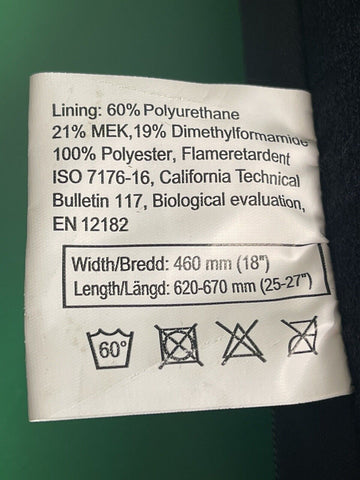 Lining: 60% Polyurethane
21% MEK,19% Dimethylformamide
100% Polyester, Flameretardent
ISO 7176-16, California Technical
Bulletin 117, Biological evaluation,
EN 12182
Width/Bredd: 460 mm (18")
Length/Längd: 620-670 mm (25-27")
60°